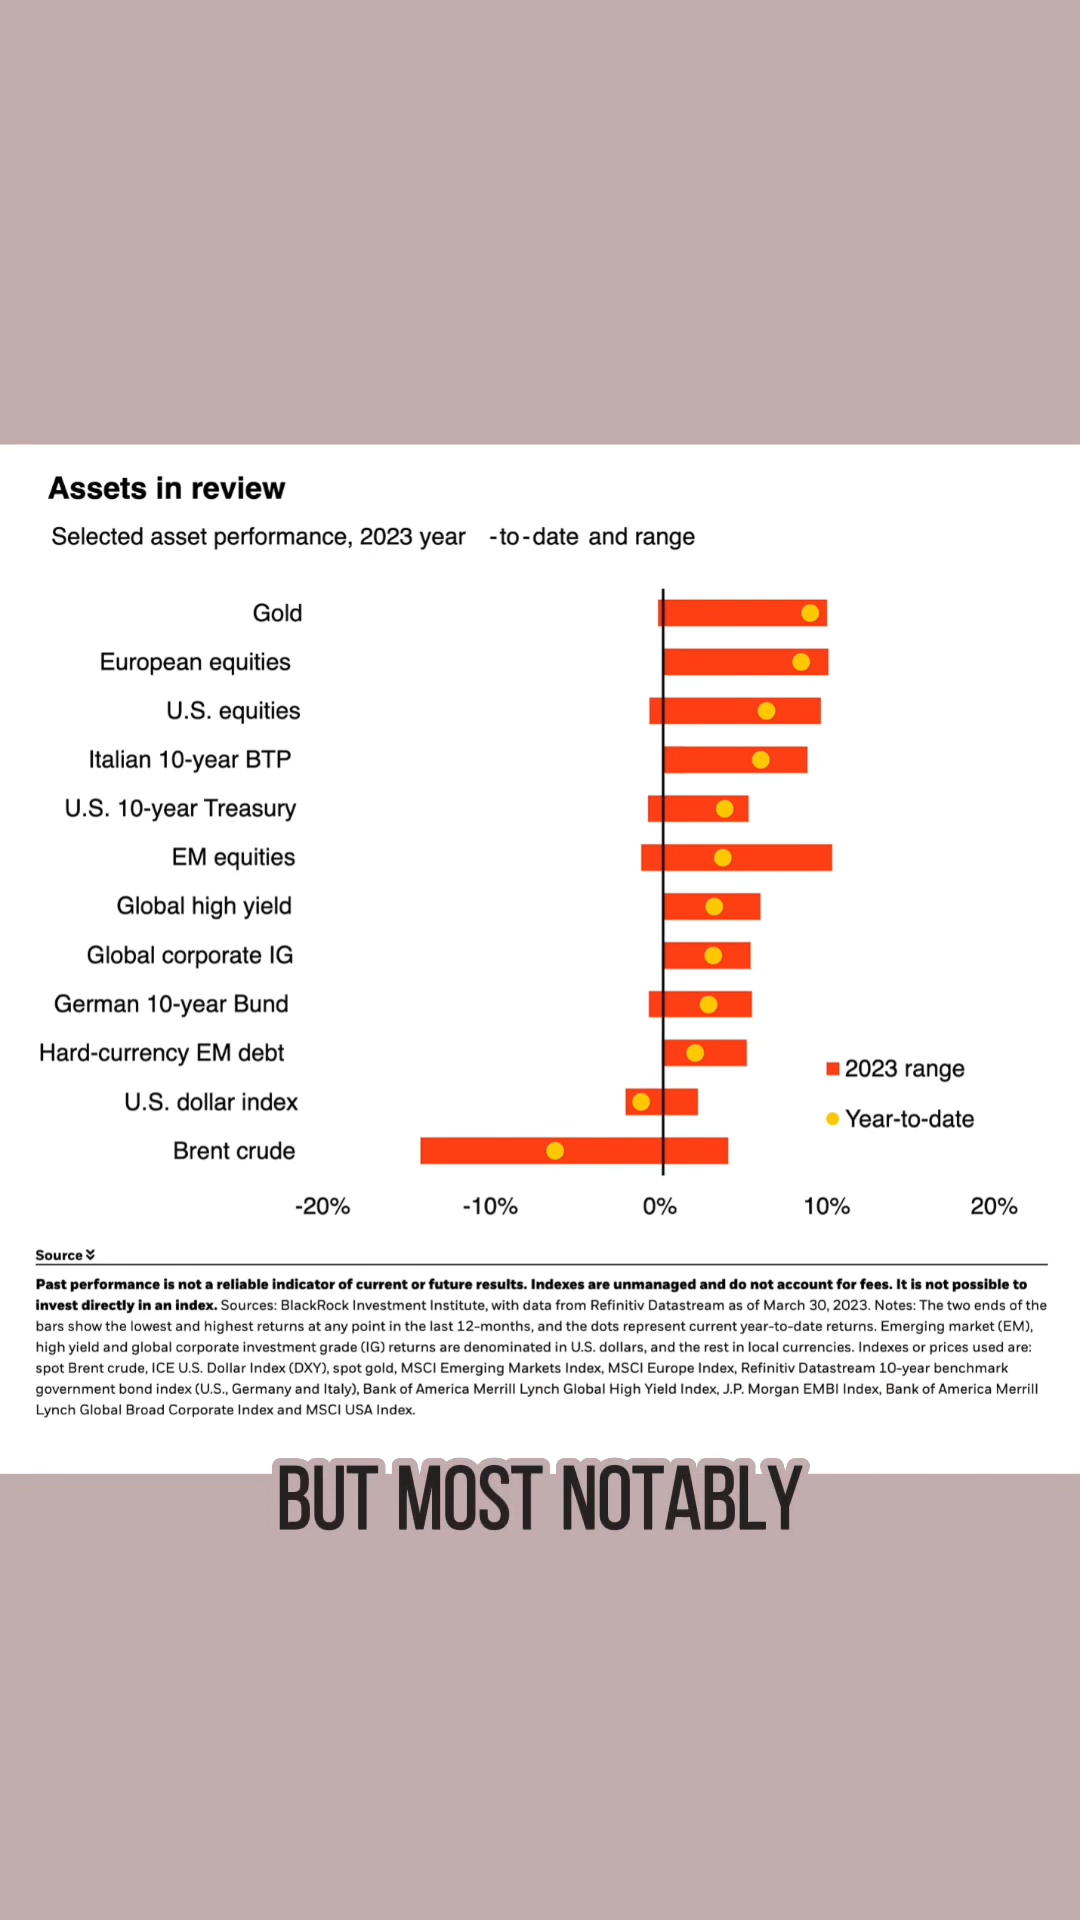 Assets in review
Selected asset performance, 2023 year -to-date and range
Gold
European equities
U.S. equities
Italian 10-year BTP
U.S. 10-year Treasury
EM equities
Global high yield
Global corporate IG
German 10-year Bund
Hard-currency EM debt
U.S. dollar index
Brent crude
2023 range
Year-to-date
-20% -10% 0% 10% 20%
Source
Past performance is not a reliable indicator of current or future results. Indexes are unmanaged and do not account for fees. It is not possible to
invest directly in an index. Sources: BlackRock Investment Institute, with data from Refinitiv Datastream as of March 30, 2023. Notes: The two ends of the
bars show the lowest and highest returns at any point in the last 12-months, and the dots represent current year-to-date returns. Emerging market (EM),
high yield and global corporate investment grade (IG) returns are denominated in U.S. dollars, and the rest in local currencies. Indexes or prices used are:
spot Brent crude, ICE U.S. Dollar Index (DXY), spot gold, MSCI Emerging Markets Index, MSCI Europe Index, Refinitiv Datastream 10-year benchmark
government bond index (U.S., Germany and Italy), Bank of America Merrill Lynch Global High Yield Index, J.P. Morgan EMBI Index, Bank of America Merrill
Lynch Global Broad Corporate Index and MSCI USA Index.
BUT MOST NOTABLY